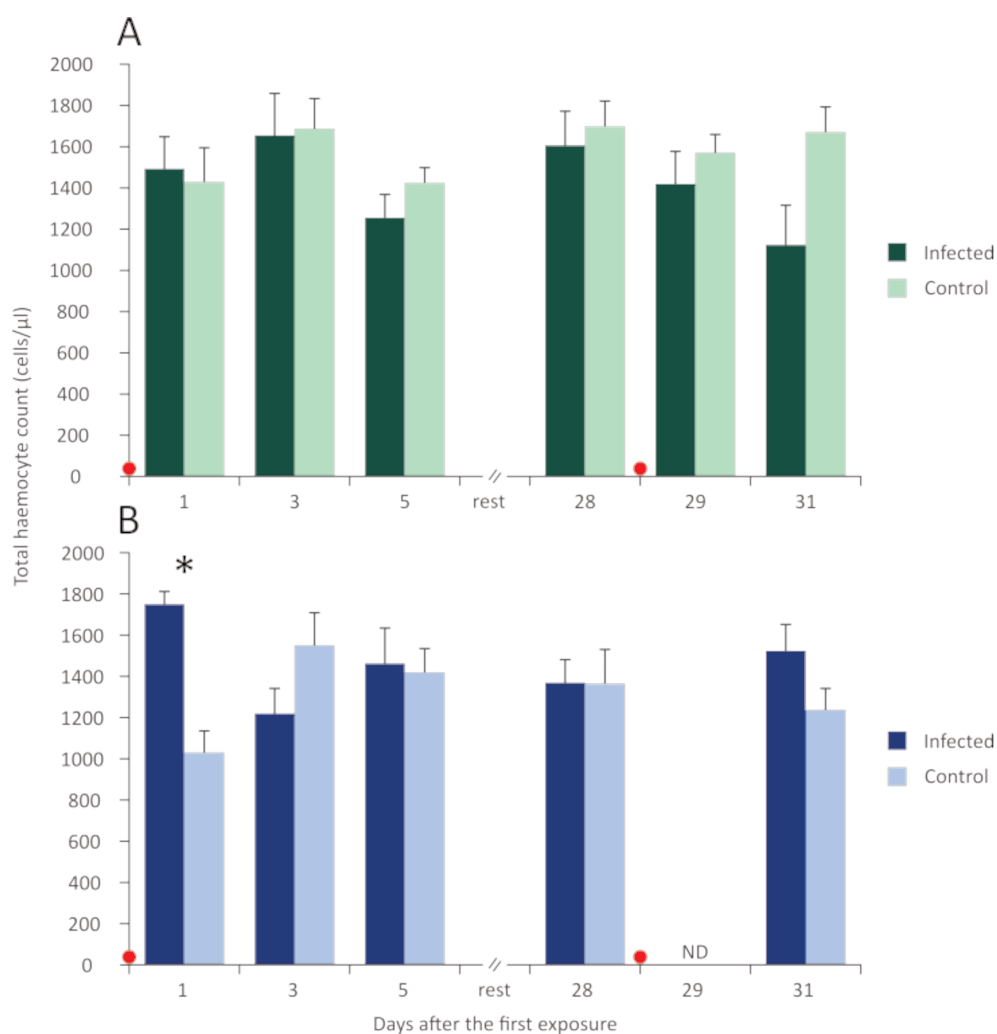 A
2000
1800
1600
1400
1200
1000
800
600
400
200
0
1 3 5 rest 28 29 31
Infected
Control
Total haemocyte count (cells/μl)
B
*
2000
1800
1600
1400
1200
1000
800
600
400
200
0
ND
1 3 5 rest 28 29 31
Infected
Control
Days after the first exposure